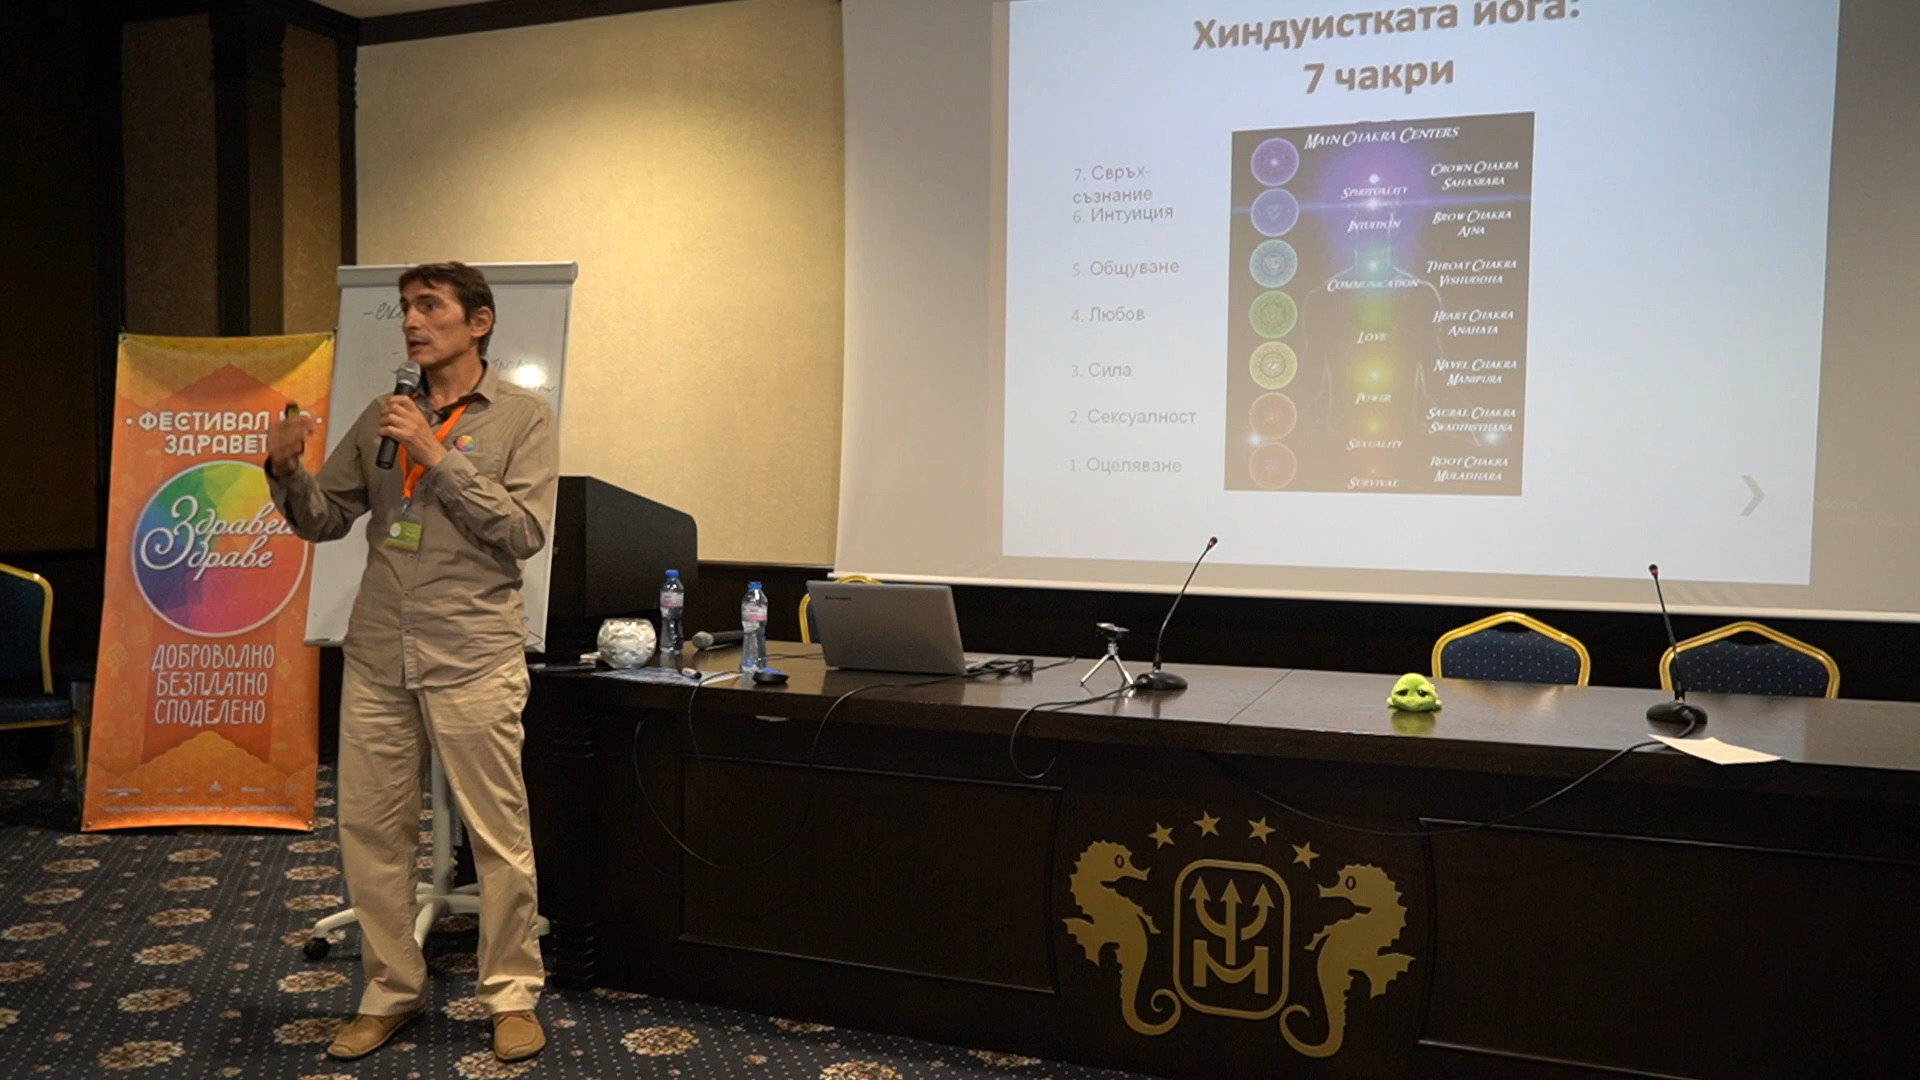 Хиндуистката йога:
7 чакри
7. Свръх-
съзнание
6. Интуиция
5. Общуване
4. Любов
3. Сила
2. Сексуалност
1. Оцеляване
MAIN CHAKRA CENTERS
SPIRITUALITY
INTUITION
COMMUNICATION
LOVE
POWER
SEXUALITY
SURVIVAL
CROWN CHAKRA
SAHASRARA
BROW CHAKRA
AJNA
THROAT CHAKRA
VISHUDDHA
HEART CHAKRA
ANAHATA
NAVEL CHAKRA
MANIPURA
SACRAL CHAKRA
SWADHISTHANA
ROOT CHAKRA
MULADHARA
ФЕСТИВАЛ
ЗДРАВЕТ
Здравей
Здраве
ДОБРОВОЛНО
БЕЗПЛАТНО
СПОДЕЛЕНО
M